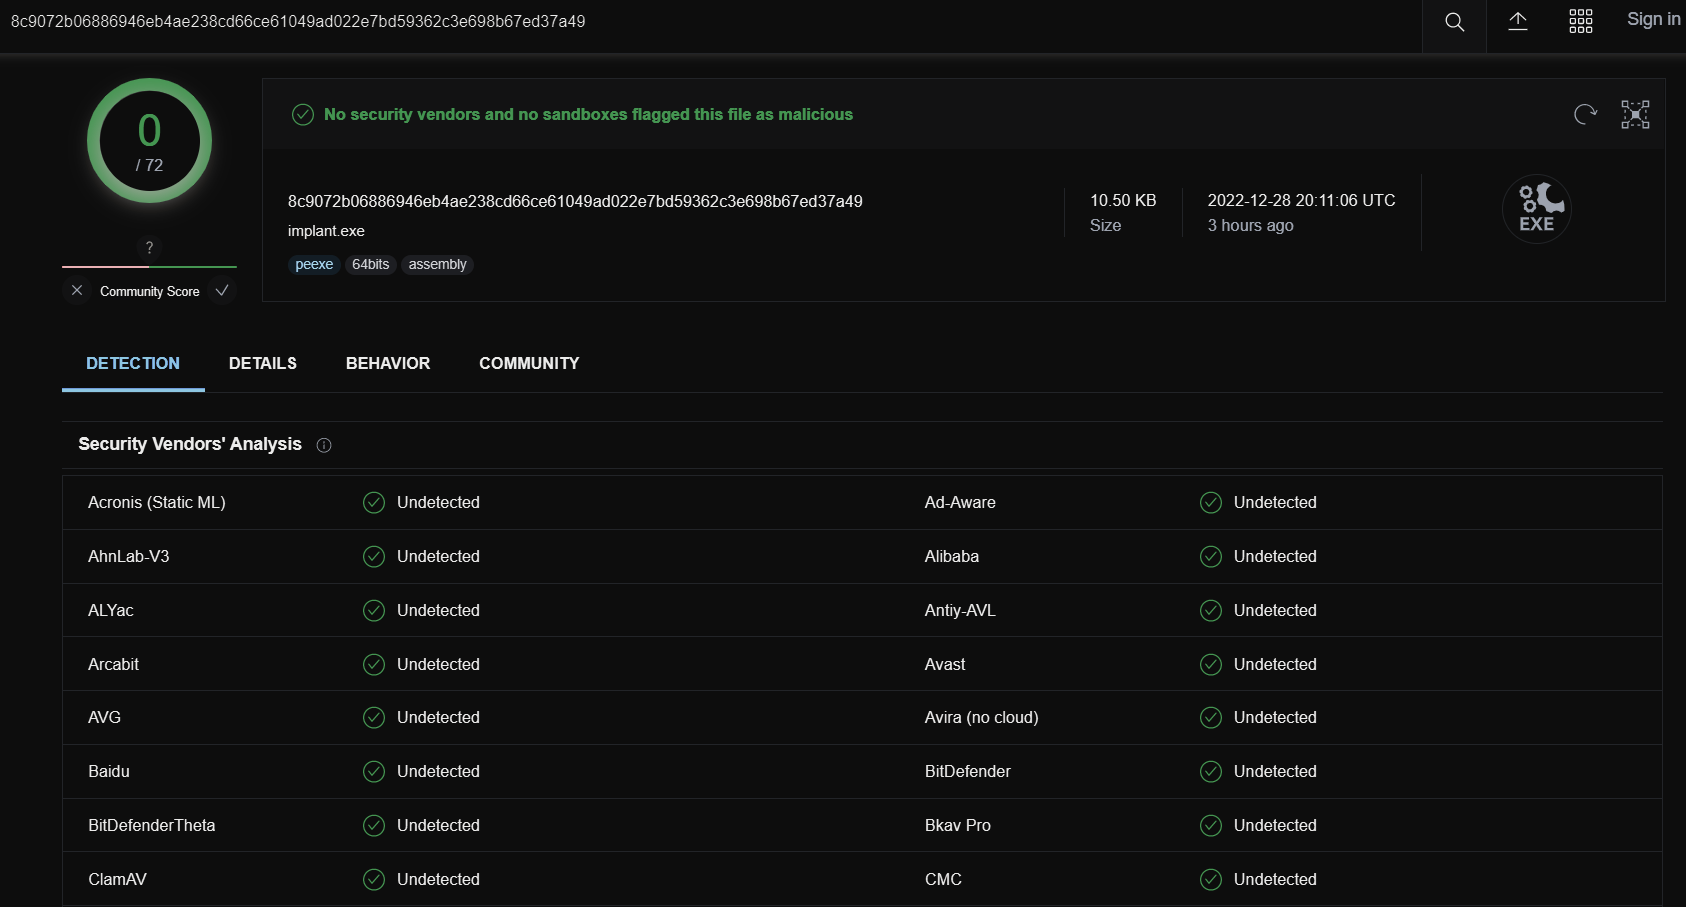 8c9072b06886946eb4ae238cd66ce61049ad022e7bd59362c3e698b67ed37a49
Sign in
0
/ 72
?
Community Score
No security vendors and no sandboxes flagged this file as malicious
8c9072b06886946eb4ae238cd66ce61049ad022e7bd59362c3e698b67ed37a49
implant.exe
peexe 64bits assembly
10.50 KB
Size
2022-12-28 20:11:06 UTC
3 hours ago
EXE
DETECTION DETAILS BEHAVIOR COMMUNITY
Security Vendors' Analysis
Acronis (Static ML) Undetected Ad-Aware Undetected
AhnLab-V3 Undetected Alibaba Undetected
ALYac Undetected Antiy-AVL Undetected
Arcabit Undetected Avast Undetected
AVG Undetected Avira (no cloud) Undetected
Baidu Undetected BitDefender Undetected
BitDefenderTheta Undetected Bkav Pro Undetected
ClamAV Undetected CMC Undetected